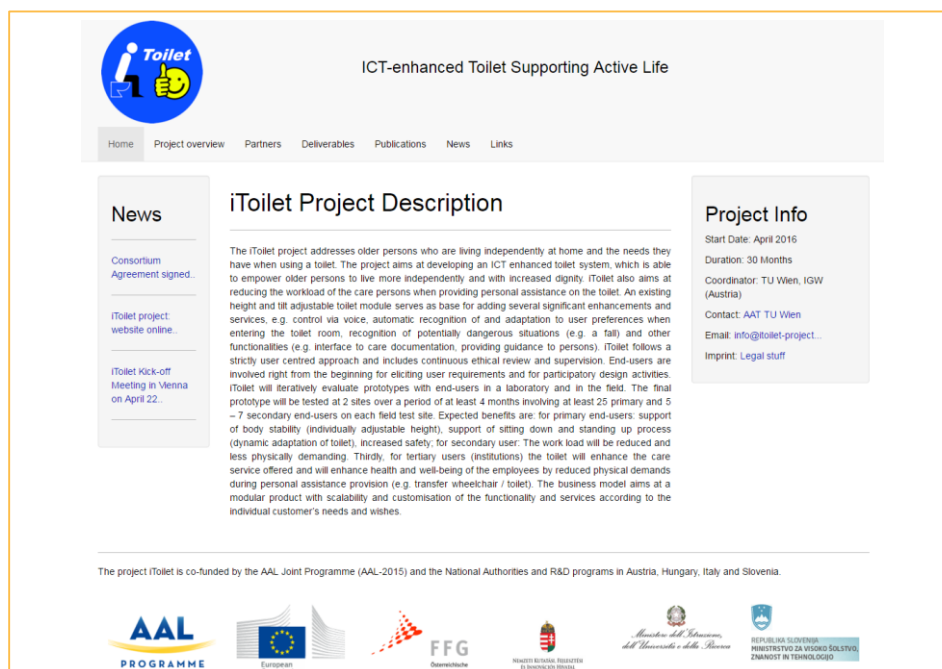 iToilet
ICT-enhanced Toilet Supporting Active Life
Home Project overview Partners Deliverables Publications News Links
News
Consortium
Agreement signed..
iToilet project:
website online..
iToilet Kick-off
Meeting in Vienna
on April 22..
iToilet Project Description
The iToilet project addresses older persons who are living independently at home and the needs they
have when using a toilet. The project aims at developing an ICT enhanced toilet system, which is able
to empower older persons to live more independently and with increased dignity. iToilet also aims at
reducing the workload of the care persons when providing personal assistance on the toilet. An existing
height and tilt adjustable toilet module serves as base for adding several significant enhancements and
services, e.g. control via voice, automatic recognition of and adaptation to user preferences when
entering the toilet room, recognition of potentially dangerous situations (e.g. a fall) and other
functionalities (e.g. interface to care documentation, providing guidance to persons). iToilet follows a
strictly user centred approach and includes continuous ethical review and supervision. End-users are
involved right from the beginning for eliciting user requirements and for participatory design activities.
iToilet will iteratively evaluate prototypes with end-users in a laboratory and in the field. The final
prototype will be tested at 2 sites over a period of at least 4 months involving at least 25 primary and 5
– 7 secondary end-users on each field test site. Expected benefits are: for primary end-users: support
of body stability (individually adjustable height), support of sitting down and standing up process
(dynamic adaptation of toilet), increased safety; for secondary user: The work load will be reduced and
less physically demanding. Thirdly, for tertiary users (institutions) the toilet will enhance the care
service offered and will enhance health and well-being of the employees by reduced physical demands
during personal assistance provision (e.g. transfer wheelchair / toilet). The business model aims at a
modular product with scalability and customisation of the functionality and services according to the
individual customer's needs and wishes.
Project Info
Start Date: April 2016
Duration: 30 Months
Coordinator: TU Wien, IGW
(Austria)
Contact: AAT TU Wien
Email: info@itoilet-project...
Imprint: Legal stuff
The project iToilet is co-funded by the AAL Joint Programme (AAL-2015) and the National Authorities and R&D programs in Austria, Hungary, Italy and Slovenia.
AAL
PROGRAMME
European
FFG
Österreichische
NEMZETI KUTATÁSI, FEJLESZTÉSI
ÉS INNOVÁCIÓS HIVATAL
Ministero dell'Istruzione,
dell'Università e della Ricerca
REPUBLIKA SLOVENIJA
MINISTRSTVO ZA VISOKO ŠOLSTVO,
ZNANOST IN TEHNOLOGIJO